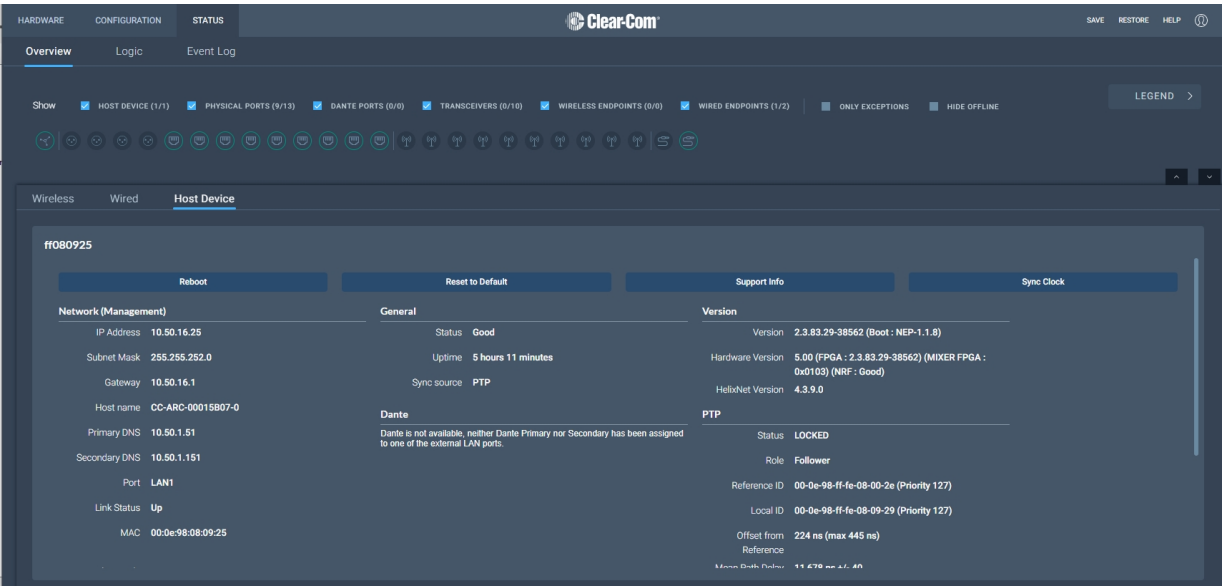 HARDWARE CONFIGURATION STATUS Clear-Com SAVE RESTORE HELP
Overview Logic Event Log
Show HOST DEVICE (1/1) PHYSICAL PORTS (9/13) DANTE PORTS (0/0) TRANSCEIVERS (0/10) WIRELESS ENDPOINTS (0/0) WIRED ENDPOINTS (1/2) ONLY EXCEPTIONS HIDE OFFLINE LEGEND
Wireless Wired Host Device
ff080925
Reboot Reset to Default Support Info Sync Clock
Network (Management)
IP Address 10.50.16.25
Subnet Mask 255.255.252.0
Gateway 10.50.16.1
Host name CC-ARC-00015B07-0
Primary DNS 10.50.1.51
Secondary DNS 10.50.1.151
Port LAN1
Link Status Up
MAC 00:0e:98:08:09:25
General
Status Good
Uptime 5 hours 11 minutes
Sync source PTP
Dante
Dante is not available, neither Dante Primary nor Secondary has been assigned
to one of the external LAN ports.
Version
Version 2.3.83.29-38562 (Boot : NEP-1.1.8)
Hardware Version 5.00 (FPGA : 2.3.83.29-38562) (MIXER FPGA :
0x0103) (NRF : Good)
HelixNet Version 4.3.9.0
PTP
Status LOCKED
Role Follower
Reference ID 00-0e-98-ff-fe-08-00-2e (Priority 127)
Local ID 00-0e-98-ff-fe-08-09-29 (Priority 127)
Offset from 224 ns (max 445 ns)
Reference
Mean Path Delay 11,678 ns +/- 40